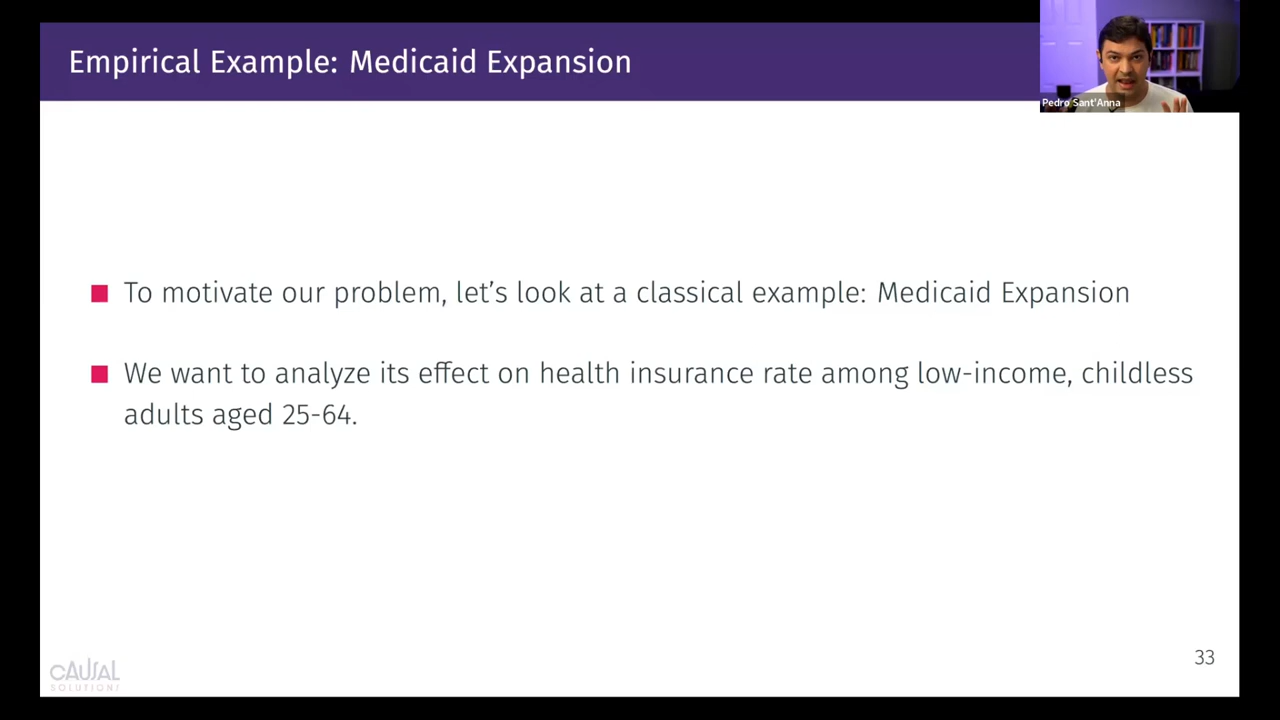 Empirical Example: Medicaid Expansion
Pedro Sant'Anna
To motivate our problem, let's look at a classical example: Medicaid Expansion
We want to analyze its effect on health insurance rate among low-income, childless
adults aged 25-64.
CAUSAL
SOLUTIONS
33